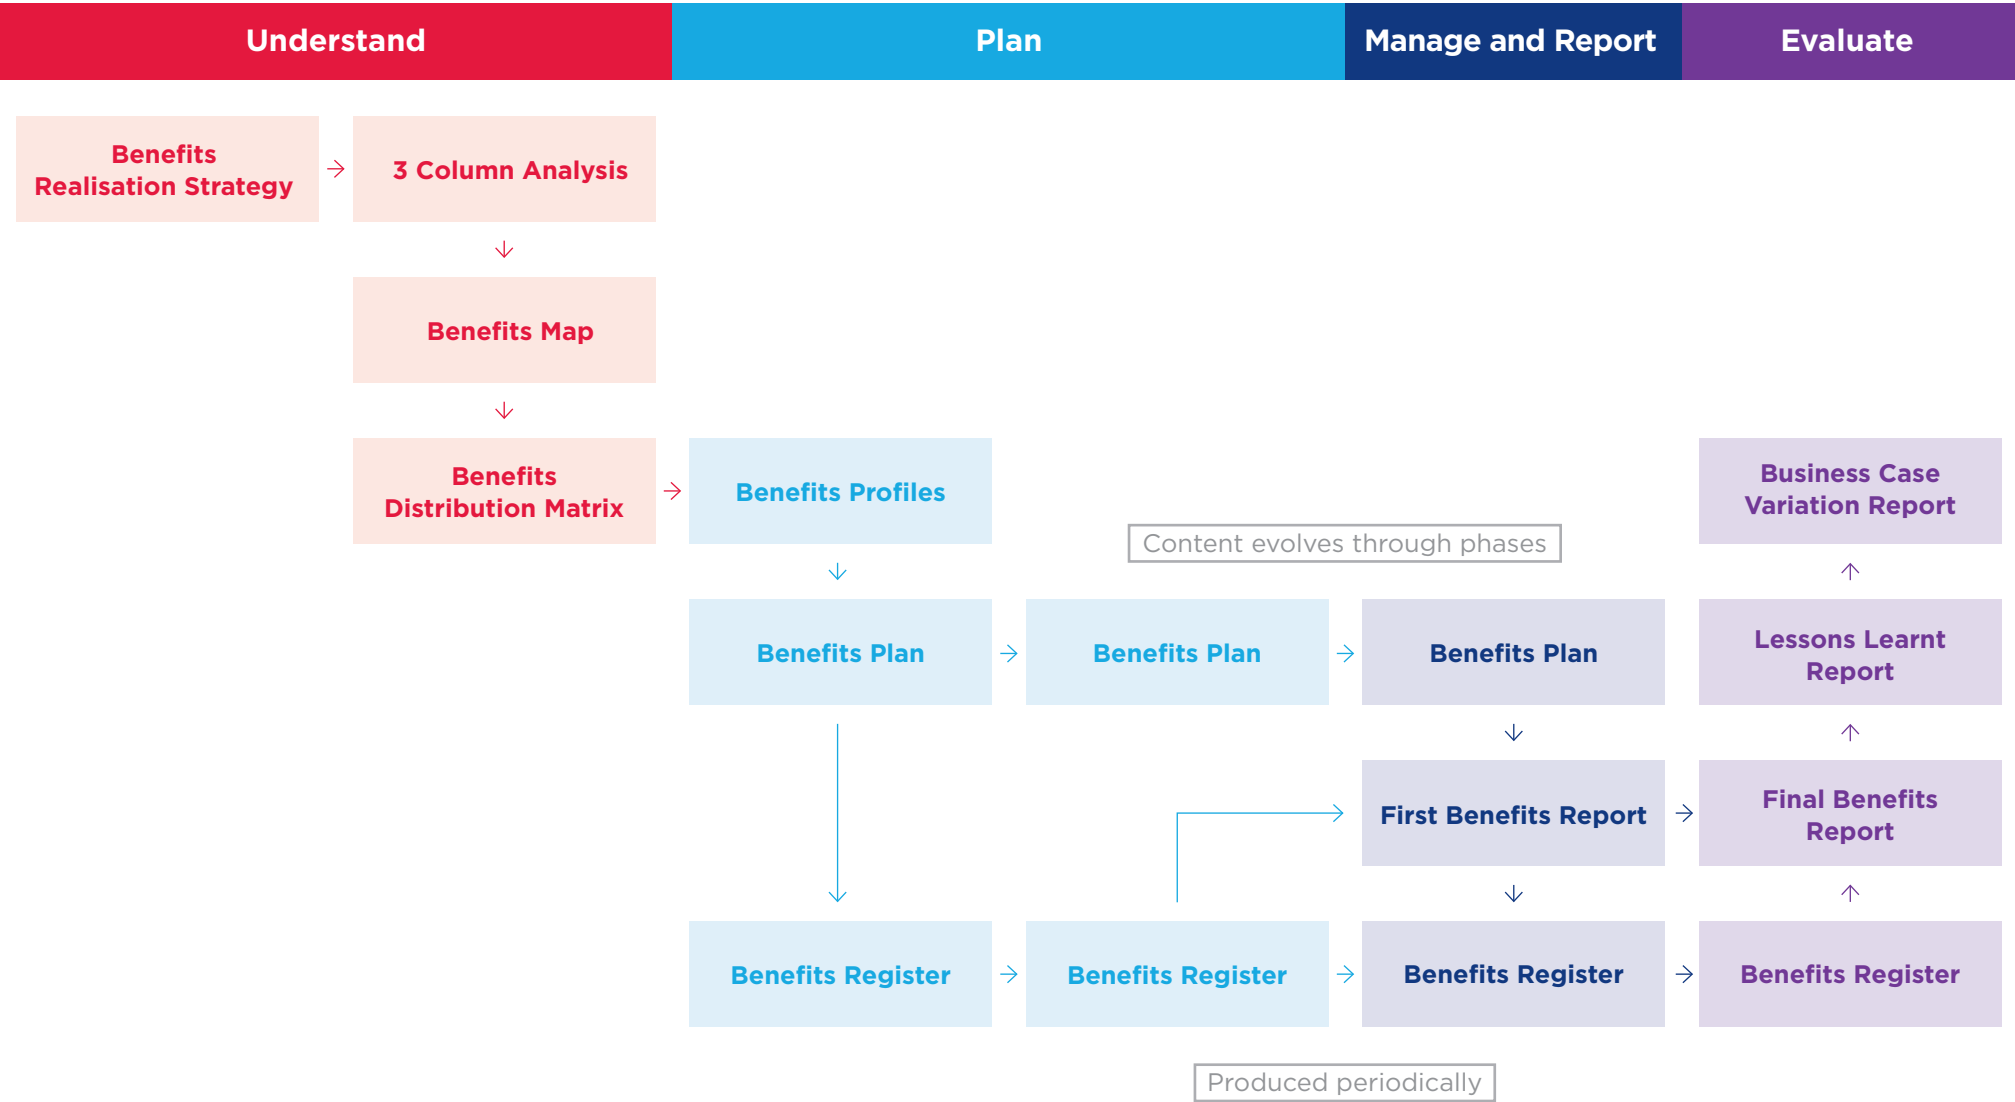 Understand
Plan
Manage and Report
Evaluate
Benefits
Realisation Strategy
3 Column Analysis
Benefits Map
Benefits
Distribution Matrix
Benefits Profiles
Business Case
Variation Report
Content evolves through phases
Benefits Plan
Benefits Plan
Benefits Plan
Lessons Learnt
Report
First Benefits Report
Final Benefits
Report
Benefits Register
Benefits Register
Benefits Register
Benefits Register
Produced periodically